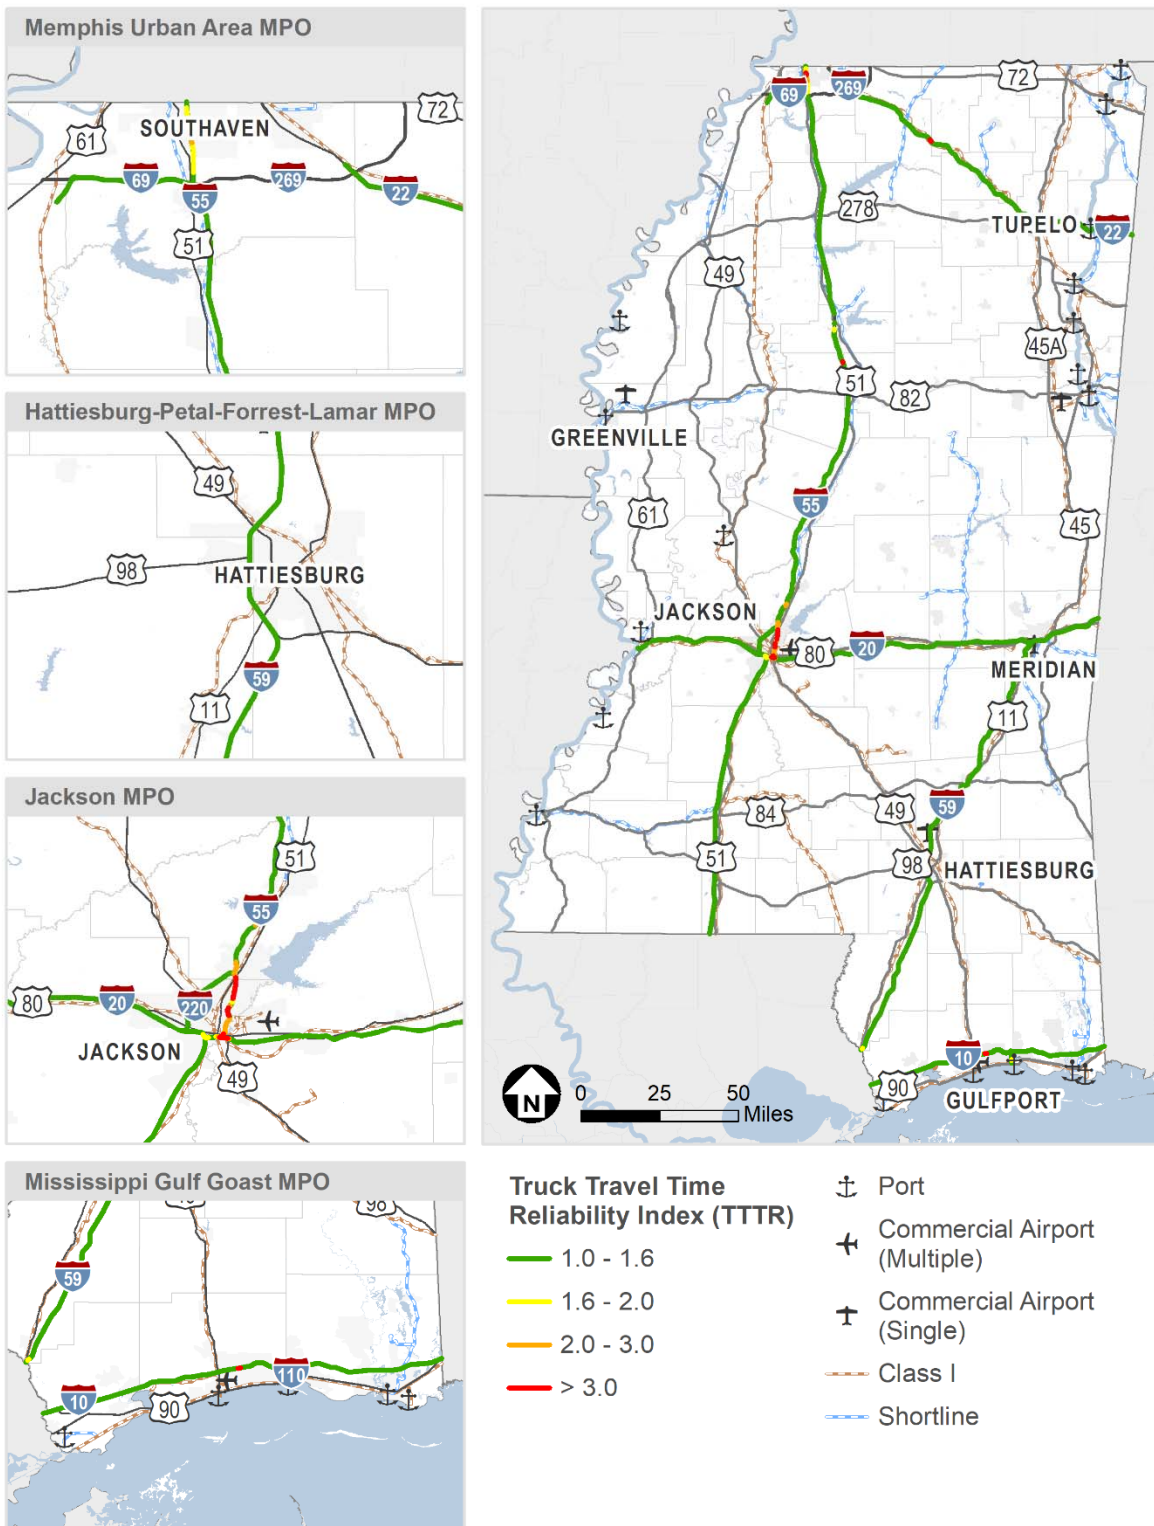 Memphis Urban Area MPO
72
61
SOUTHAVEN
69
269
55
22
51
Hattiesburg-Petal-Forrest-Lamar MPO
49
98
HATTIESBURG
59
11
Jackson MPO
51
55
80
20
220
JACKSON
49
Mississippi Gulf Goast MPO
98
59
110
10
90
72
69
269
278
TUPELO
22
49
45A
51
82
GREENVILLE
55
61
45
JACKSON
80
20
MERIDIAN
11
59
84
49
51
98
HATTIESBURG
10
90
GULFPORT
N
0 25 50
Miles
Truck Travel Time
Reliability Index (TTTR)
1.0 - 1.6
1.6 - 2.0
2.0 - 3.0
> 3.0
Port
Commercial Airport
(Multiple)
Commercial Airport
(Single)
Class I
Shortline